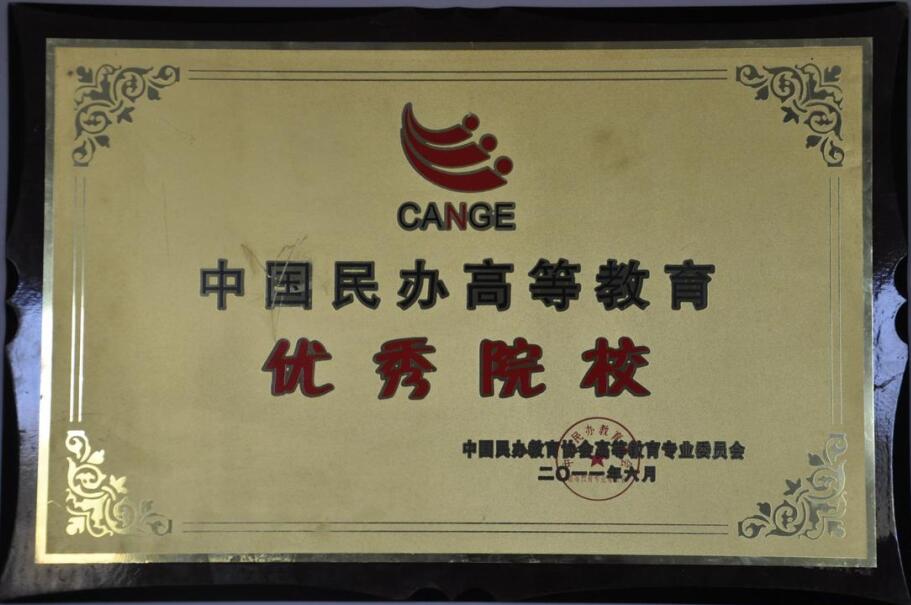 CANGE
中国民办高等教育
优秀院校
中国民办教育协会高等教育专业委员会
二〇一一年六月